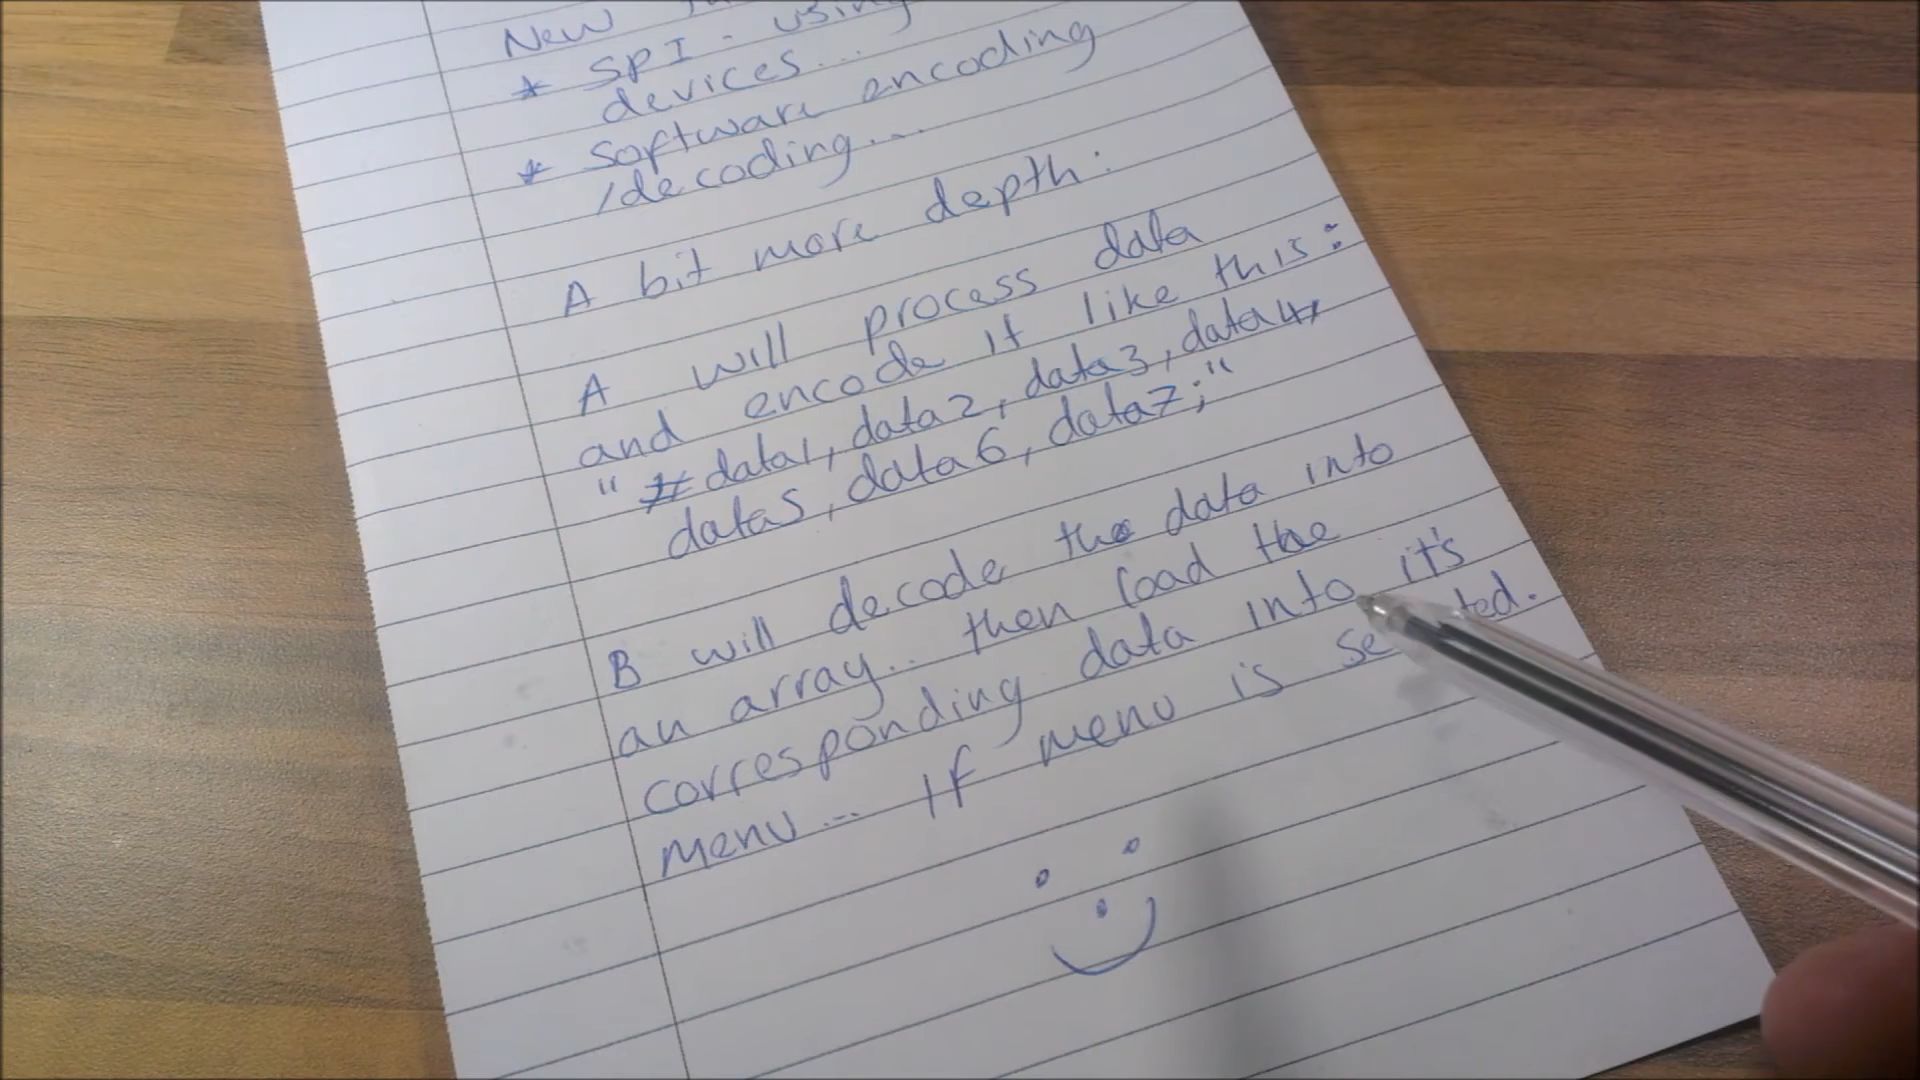 New
* SPI - using
devices...
* Software encoding
/decoding...
A bit more depth:
A will process data
and encode it like this:
"#data1, data2, data3, data4,
data5, data6, data7;"
B will decode the data into
an array.. then load the
corresponding data into it's
menu... If menu is